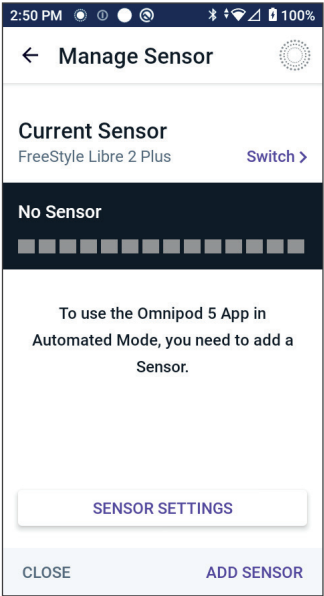 2:50 PM 100%
Manage Sensor
Current Sensor
FreeStyle Libre 2 Plus Switch >
No Sensor
To use the Omnipod 5 App in
Automated Mode, you need to add a
Sensor.
SENSOR SETTINGS
CLOSE ADD SENSOR